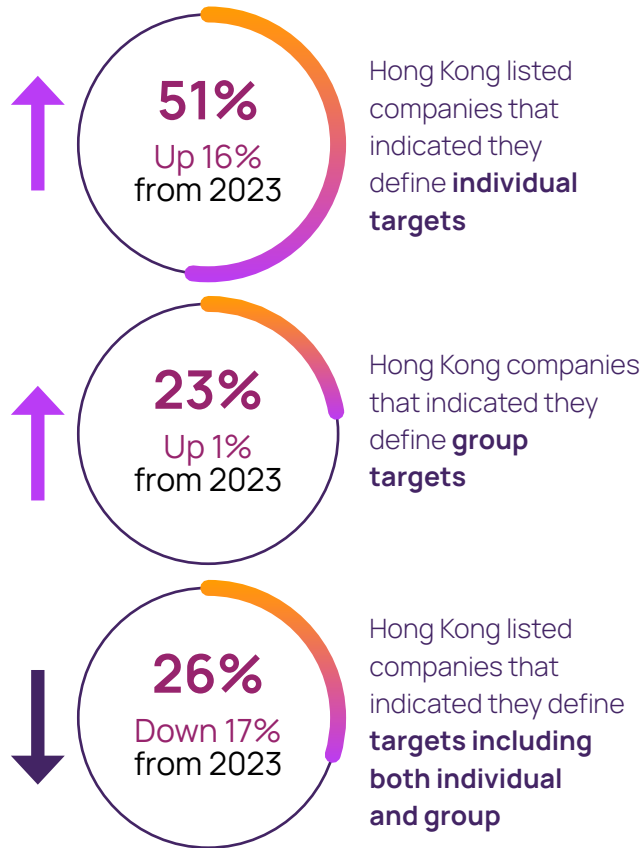 51%
Up 16%
from 2023
Hong Kong listed
companies that
indicated they
define individual
targets
23%
Up 1%
from 2023
Hong Kong companies
that indicated they
define group
targets
26%
Down 17%
from 2023
Hong Kong listed
companies that
indicated they define
targets including
both individual
and group